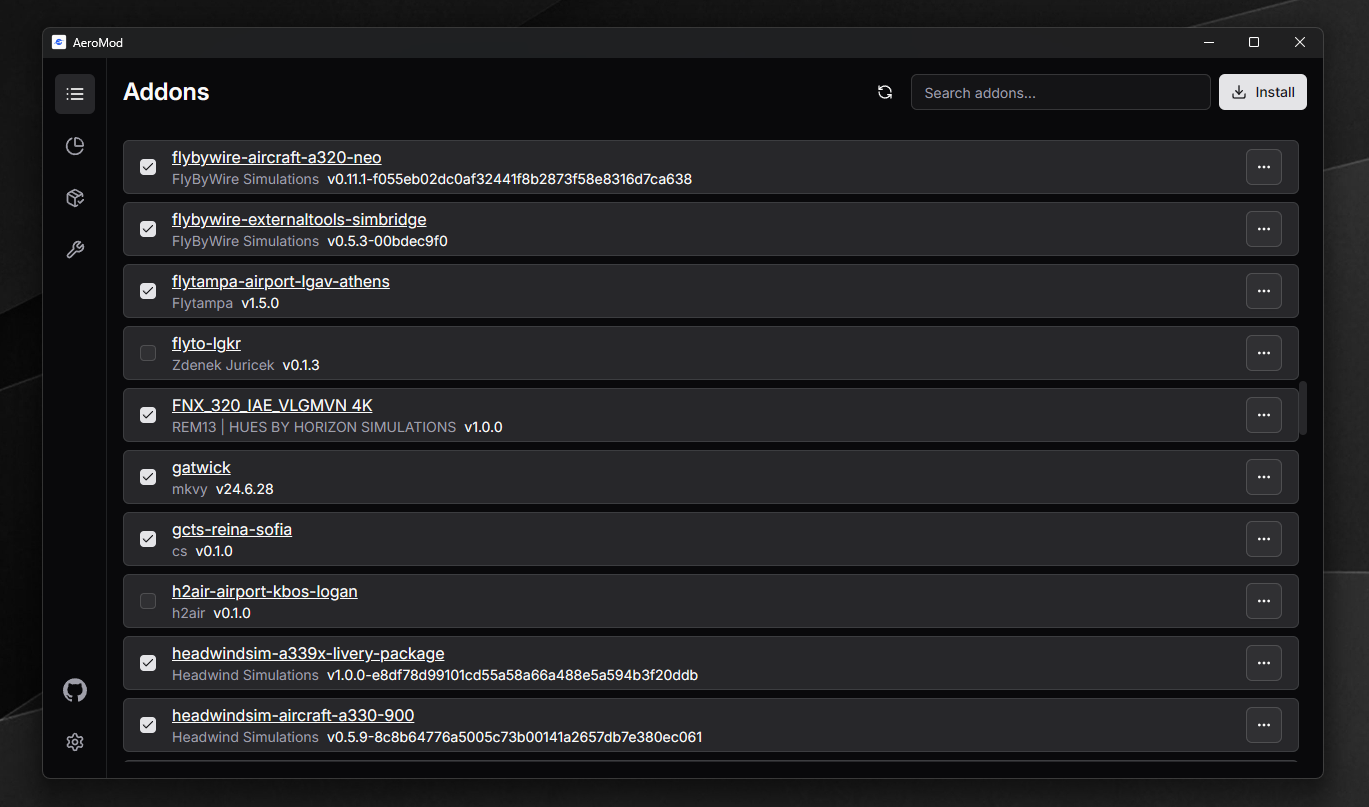 AeroMod
Addons
Search addons...
Install
flybywire-aircraft-a320-neo
FlyByWire Simulations v0.11.1-f055eb02dc0af32441f8b2873f58e8316d7ca638
flybywire-externaltools-simbridge
FlyByWire Simulations v0.5.3-00bdec9f0
flytampa-airport-lgav-athens
Flytampa v1.5.0
flyto-lgkr
Zdenek Juricek v0.1.3
FNX_320_IAE_VLGMVN 4K
REM13 | HUES BY HORIZON SIMULATIONS v1.0.0
gatwick
mkvy v24.6.28
gcts-reina-sofia
cs v0.1.0
h2air-airport-kbos-logan
h2air v0.1.0
headwindsim-a339x-livery-package
Headwind Simulations v1.0.0-e8df78d99101cd55a58a66a488e5a594b3f20ddb
headwindsim-aircraft-a330-900
Headwind Simulations v0.5.9-8c8b64776a5005c73b00141a2657db7e380ec061